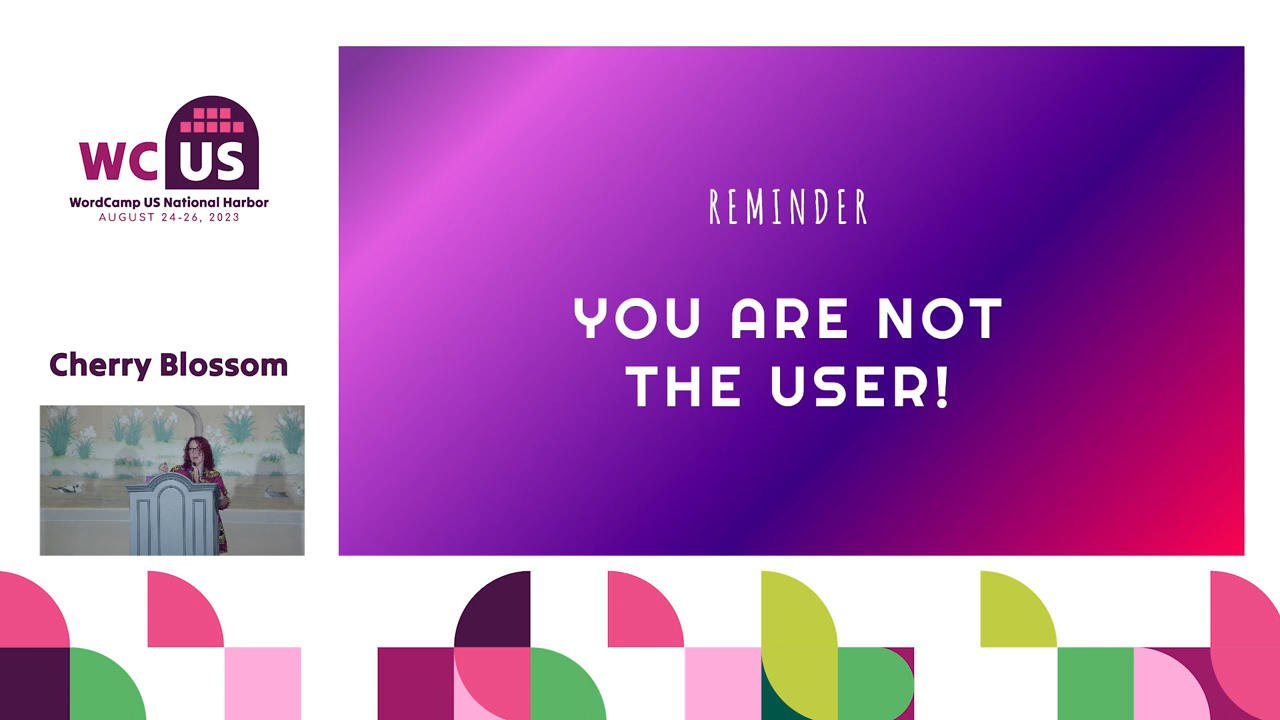 WC US
WordCamp US National Harbor
AUGUST 24-26, 2023
Cherry Blossom
REMINDER
YOU ARE NOT
THE USER!